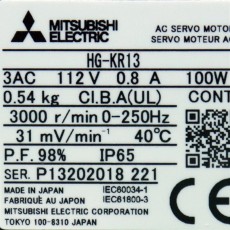 MITSUBISHI
ELECTRIC
AC SERVO MOTOR
SERVO MOTEUR AC
HG-KR13
3AC 112 V 0.8 A 100W
0.54 kg Cl.B.A(UL) CONT
3000 r/min 0-250Hz
31 mV/min⁻¹ 40℃
P.F. 98% IP65
SER. P13202018 221
MADE IN JAPAN IEC60034-1
FABRIQUÉ AU JAPON IEC61800-3
MITSUBISHI ELECTRIC CORPORATION
TOKYO 100-8310 JAPAN